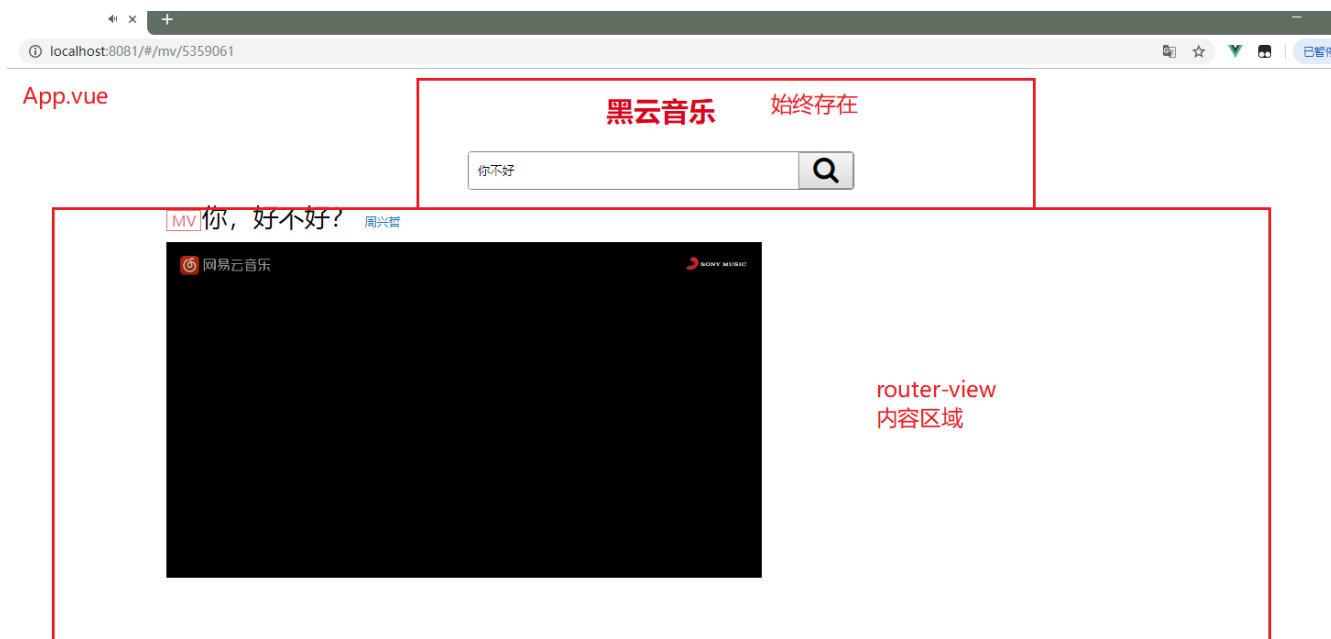 localhost:8081/#/mv/5359061
已暂停
App.vue
黑云音乐
始终存在
你不好
MV 你，好不好？ 周兴哲
网易云音乐
SONY MUSIC
router-view
内容区域